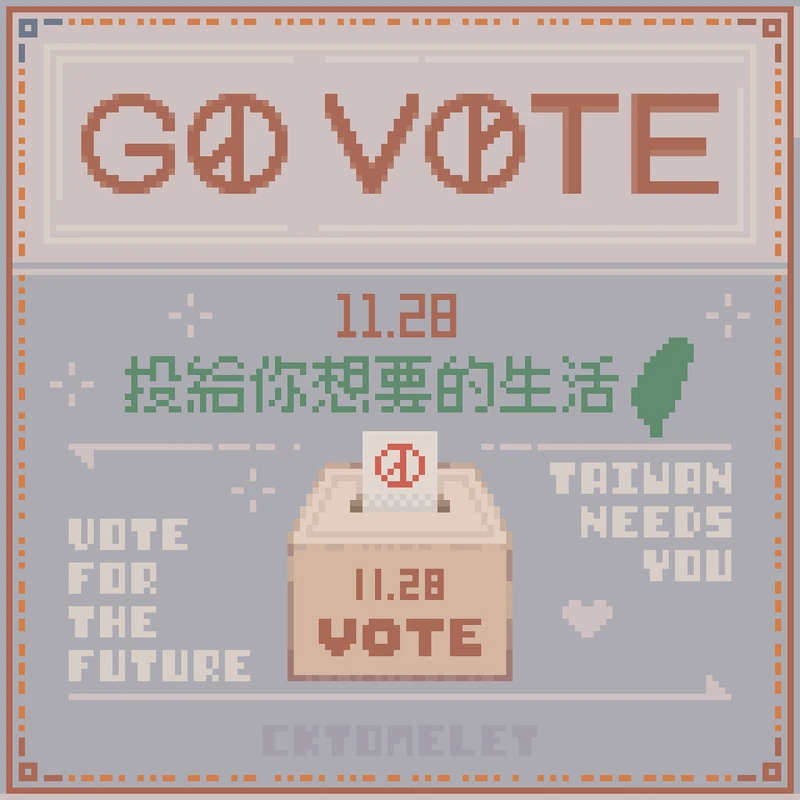 GO VOTE
11.28
投給你想要的生活
TAIWAN
NEEDS
YOU
VOTE
FOR
THE
FUTURE
11.28
VOTE
CKTOMELET